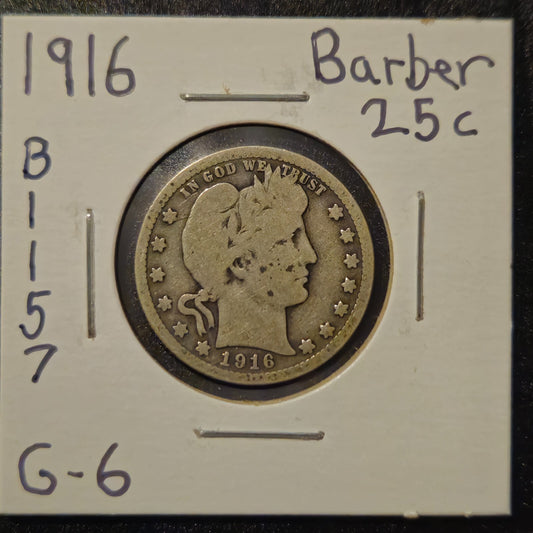 1916
Barber
25c
B
1
1
5
7
IN GOD WE TRUST
1916
G-6